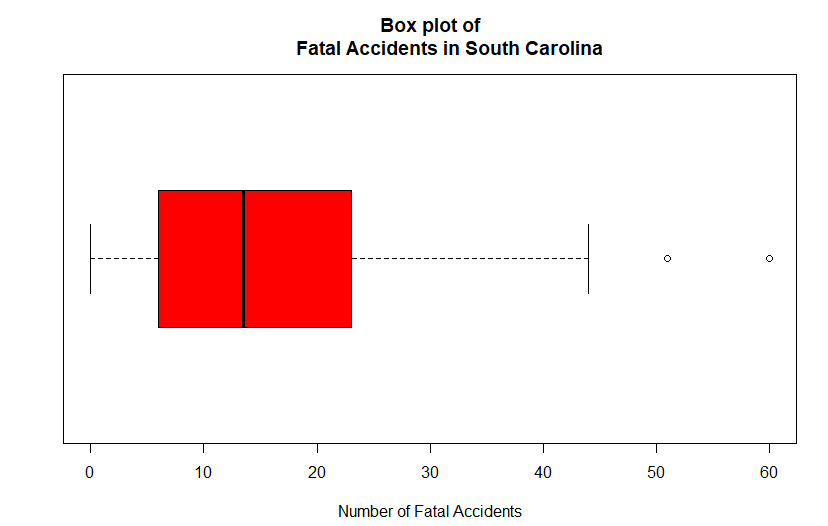 Box plot of
Fatal Accidents in South Carolina
0 10 20 30 40 50 60
Number of Fatal Accidents